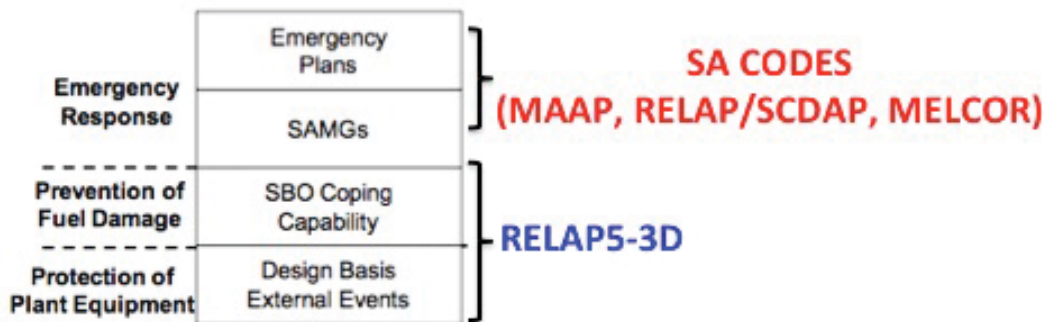 Emergency
Plans
SA CODES
(MAAP, RELAP/SCDAP, MELCOR)
Emergency
Response
SAMGs
Prevention of
Fuel Damage
SBO Coping
Capability
RELAP5-3D
Protection of
Plant Equipment
Design Basis
External Events